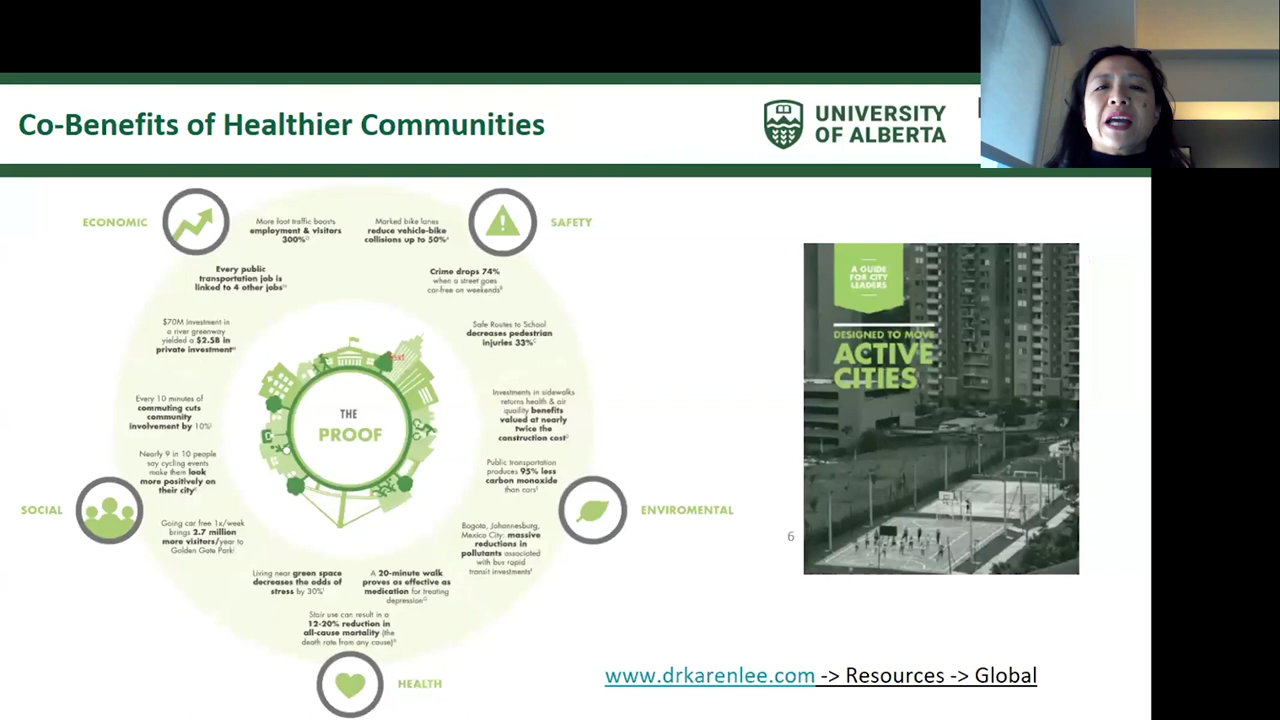 Co-Benefits of Healthier Communities
UNIVERSITY
OF ALBERTA
ECONOMIC
More foot traffic boosts
employment & visitors
300%
Every public
transportation job is
linked to 4 other jobs
$70M Investment in
a river greenway
yielded a $2.5B in
private investment
Marked bike lanes
reduce vehicle-bike
collisions up to 50%
SAFETY
Crime drops 74%
when a street goes
car-free on weekends
Safe Routes to School
decreases pedestrian
injuries 33%
Every 10 minutes of
commuting cuts
community
involvement by 10%
Nearly 9 in 10 people
say cycling events
make them look
more positively on
their city
SOCIAL
Going car free 1x/week
brings 2.7 million
more visitors/year to
Golden Gate Park
THE
PROOF
Investments in sidewalks
returns health & air
quaility benefits
valued at nearly
twice the
construction cost
Public transportation
produces 95% less
carbon monoxide
than cars
ENVIROMENTAL
Bogota, Johannesburg,
Mexico City: massive
reductions in
pollutants associated
with bus rapid
transit investments
Living near green space
decreases the odds of
stress by 30%
A 20-minute walk
proves as effective as
medication for treating
depression
Stair use can result in a
12-20% reduction in
all-cause mortality (the
death rate from any cause)
HEALTH
A GUIDE
FOR CITY
LEADERS
DESIGNED TO MOVE
ACTIVE
CITIES
6
www.drkarenlee.com -> Resources -> Global